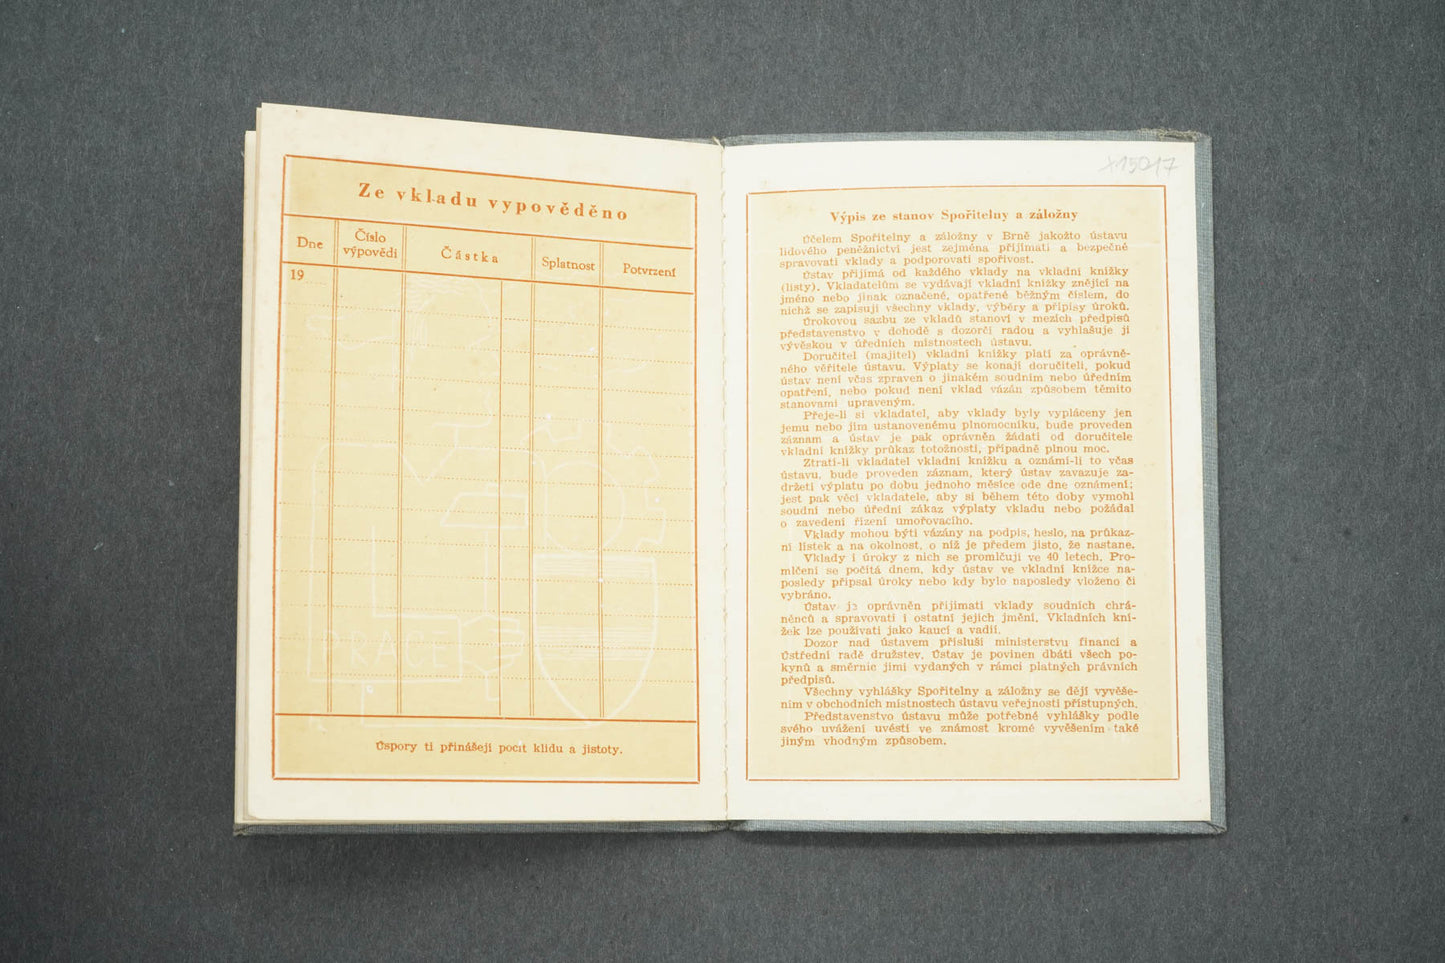 Ze vkladu vypověděno
Dne
Číslo
výpovědi
Částka
Splatnost
Potvrzení
19
PRÁCE
Úspory ti přinášejí pocit klidu a jistoty.
+15017
Výpis ze stanov Spořitelny a záložny
Účelem Spořitelny a záložny v Brně jakožto ústavu
lidového peněžnictví jest zejména přijímati a bezpečně
spravovati vklady a podporovati spořivost.
Ústav přijímá od každého vklady na vkladní knížky
(listy). Vkladatelům se vydávají vkladní knížky znějící na
jméno nebo jinak označené, opatřené běžným číslem, do
nichž se zapisují všechny vklady, výběry a přípisy úroků.
Úrokovou sazbu ze vkladů stanoví v mezích předpisů
představenstvo v dohodě s dozorčí radou a vyhlašuje ji
vývěskou v úředních místnostech ústavu.
Doručitel (majitel) vkladní knížky platí za oprávně-
ného věřitele ústavu. Výplaty se konají doručiteli, pokud
ústav není včas zpraven o jinakém soudním nebo úředním
opatření, nebo pokud není vklad vázán způsobem těmito
stanovami upraveným.
Přeje-li si vkladatel, aby vklady byly vypláceny jen
jemu nebo jím ustanovenému plnomocníku, bude proveden
záznam a ústav je pak oprávněn žádati od doručitele
vkladní knížky průkaz totožnosti, případně plnou moc.
Ztratí-li vkladatel vkladní knížku a oznámí-li to včas
ústavu, bude proveden záznam, který ústav zavazuje za-
držeti výplatu po dobu jednoho měsíce ode dne oznámení;
jest pak věcí vkladatele, aby si během této doby vymohl
soudní nebo úřední zákaz výplaty vkladu nebo požádal
o zavedení řízení umořovacího.
Vklady mohou býti vázány na podpis, heslo, na průkaz-
ní lístek a na okolnost, o níž je předem jisto, že nastane.
Vklady i úroky z nich se promlčují ve 40 letech. Pro-
mlčení se počítá dnem, kdy ústav ve vkladní knížce na-
posledy připsal úroky nebo kdy bylo naposledy vloženo či
vybráno.
Ústav je oprávněn přijímati vklady soudních chrá-
něnců a spravovati i ostatní jejich jmění. Vkladních kní-
žek lze používati jako kaucí a vadií.
Dozor nad ústavem přísluší ministerstvu financí a
Ústřední radě družstev. Ústav je povinen dbáti všech po-
kynů a směrnic jimi vydaných v rámci platných právních
předpisů.
Všechny vyhlášky Spořitelny a záložny se dějí vyvěše-
ním v obchodních místnostech ústavu veřejnosti přístupných.
Představenstvo ústavu může potřebné vyhlášky podle
svého uvážení uvésti ve známost kromě vyvěšením také
jiným vhodným způsobem.